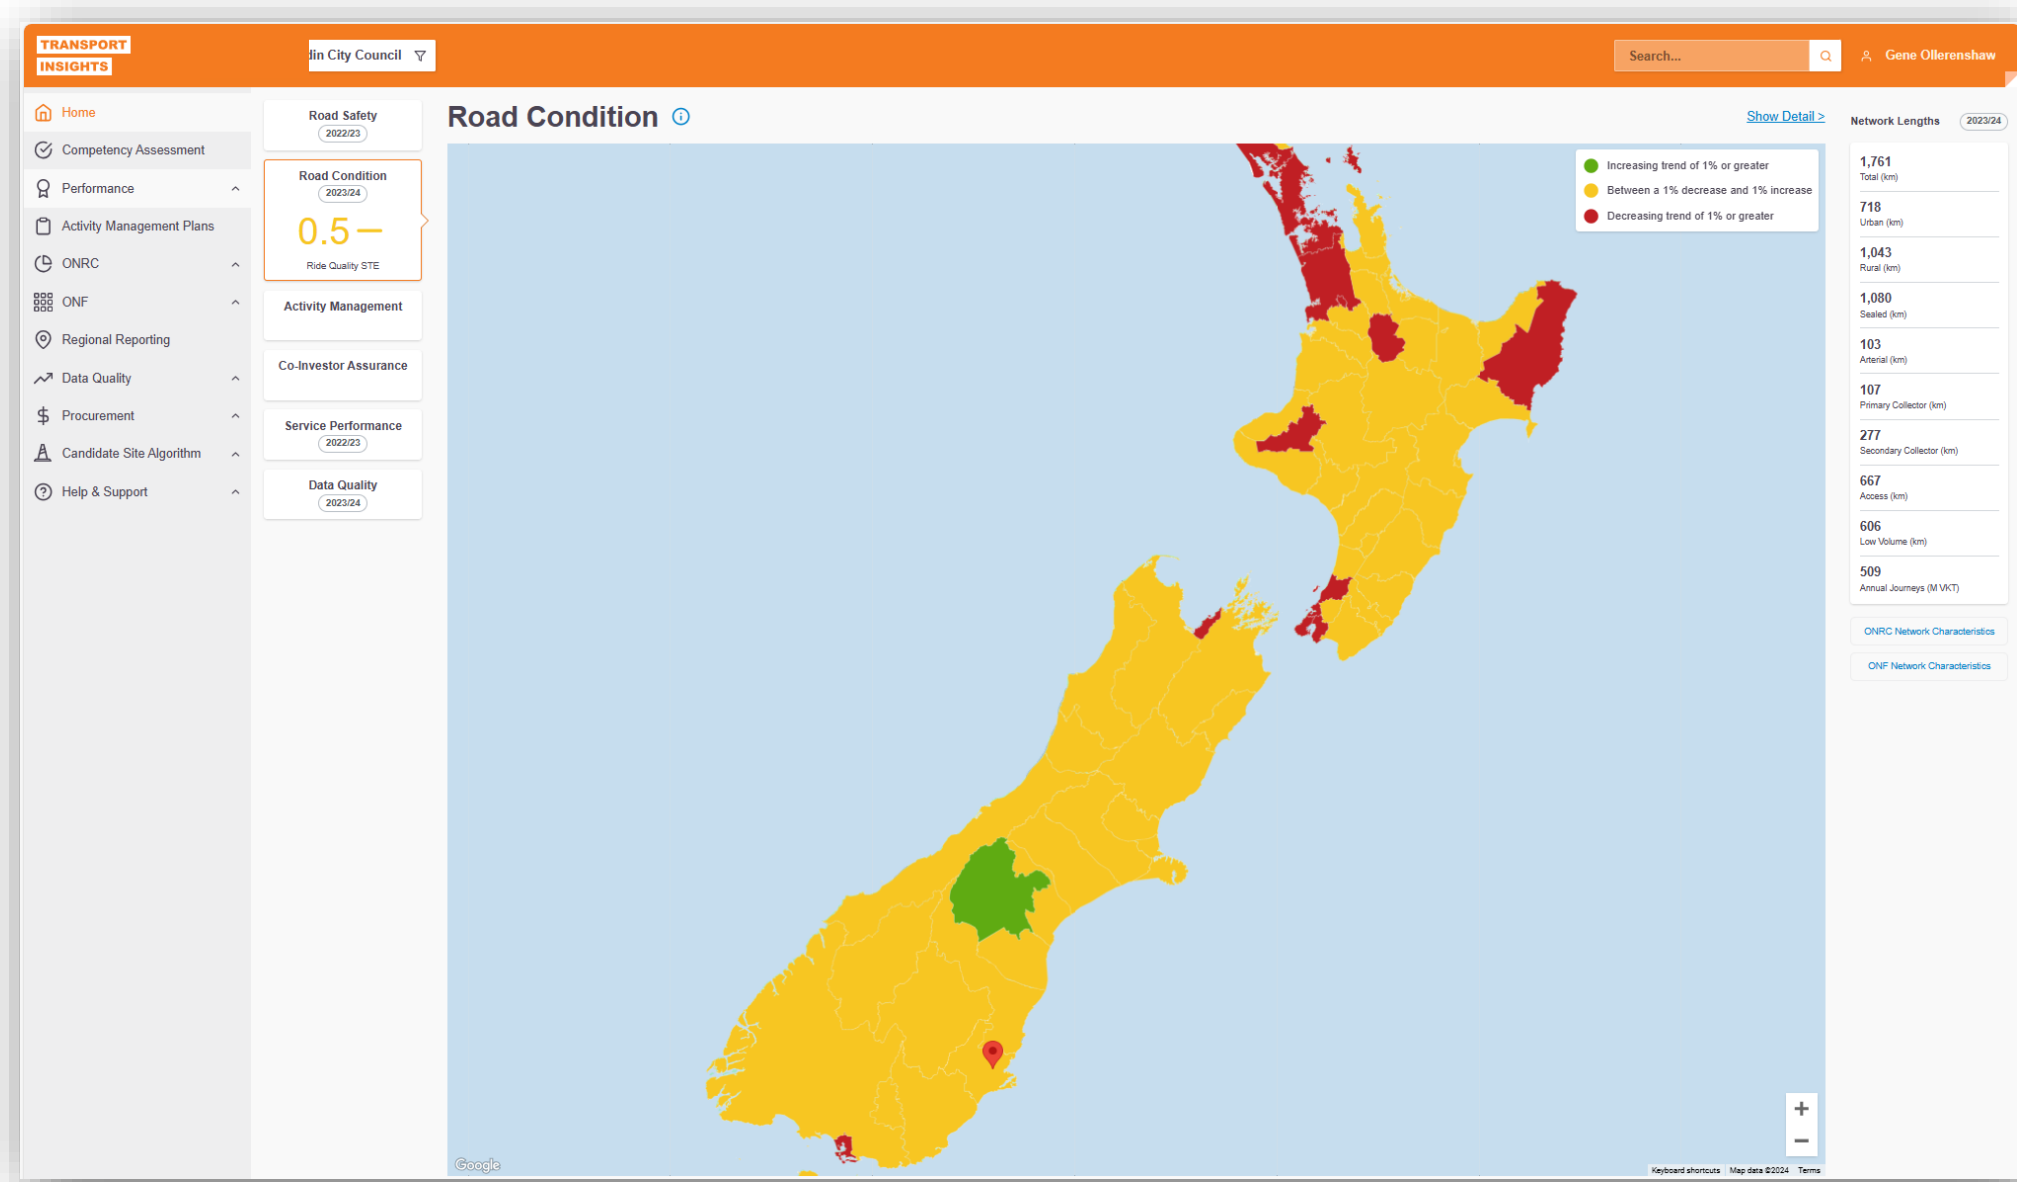 TRANSPORT
INSIGHTS
din City Council
Search...
Gene Ollerenshaw
Home
Competency Assessment
Performance
Activity Management Plans
ONRC
ONF
Regional Reporting
Data Quality
Procurement
Candidate Site Algorithm
Help & Support
Road Safety
2022/23
Road Condition
2023/24
0.5 –
Ride Quality STE
Activity Management
Co-Investor Assurance
Service Performance
2022/23
Data Quality
2023/24
Road Condition
Show Detail >
Increasing trend of 1% or greater
Between a 1% decrease and 1% increase
Decreasing trend of 1% or greater
Google
Keyboard shortcuts
Map data ©2024
Terms
Network Lengths
2023/24
1,761
Total (km)
718
Urban (km)
1,043
Rural (km)
1,080
Sealed (km)
103
Arterial (km)
107
Primary Collector (km)
277
Secondary Collector (km)
667
Access (km)
606
Low Volume (km)
509
Annual Journeys (M VKT)
ONRC Network Characteristics
ONF Network Characteristics